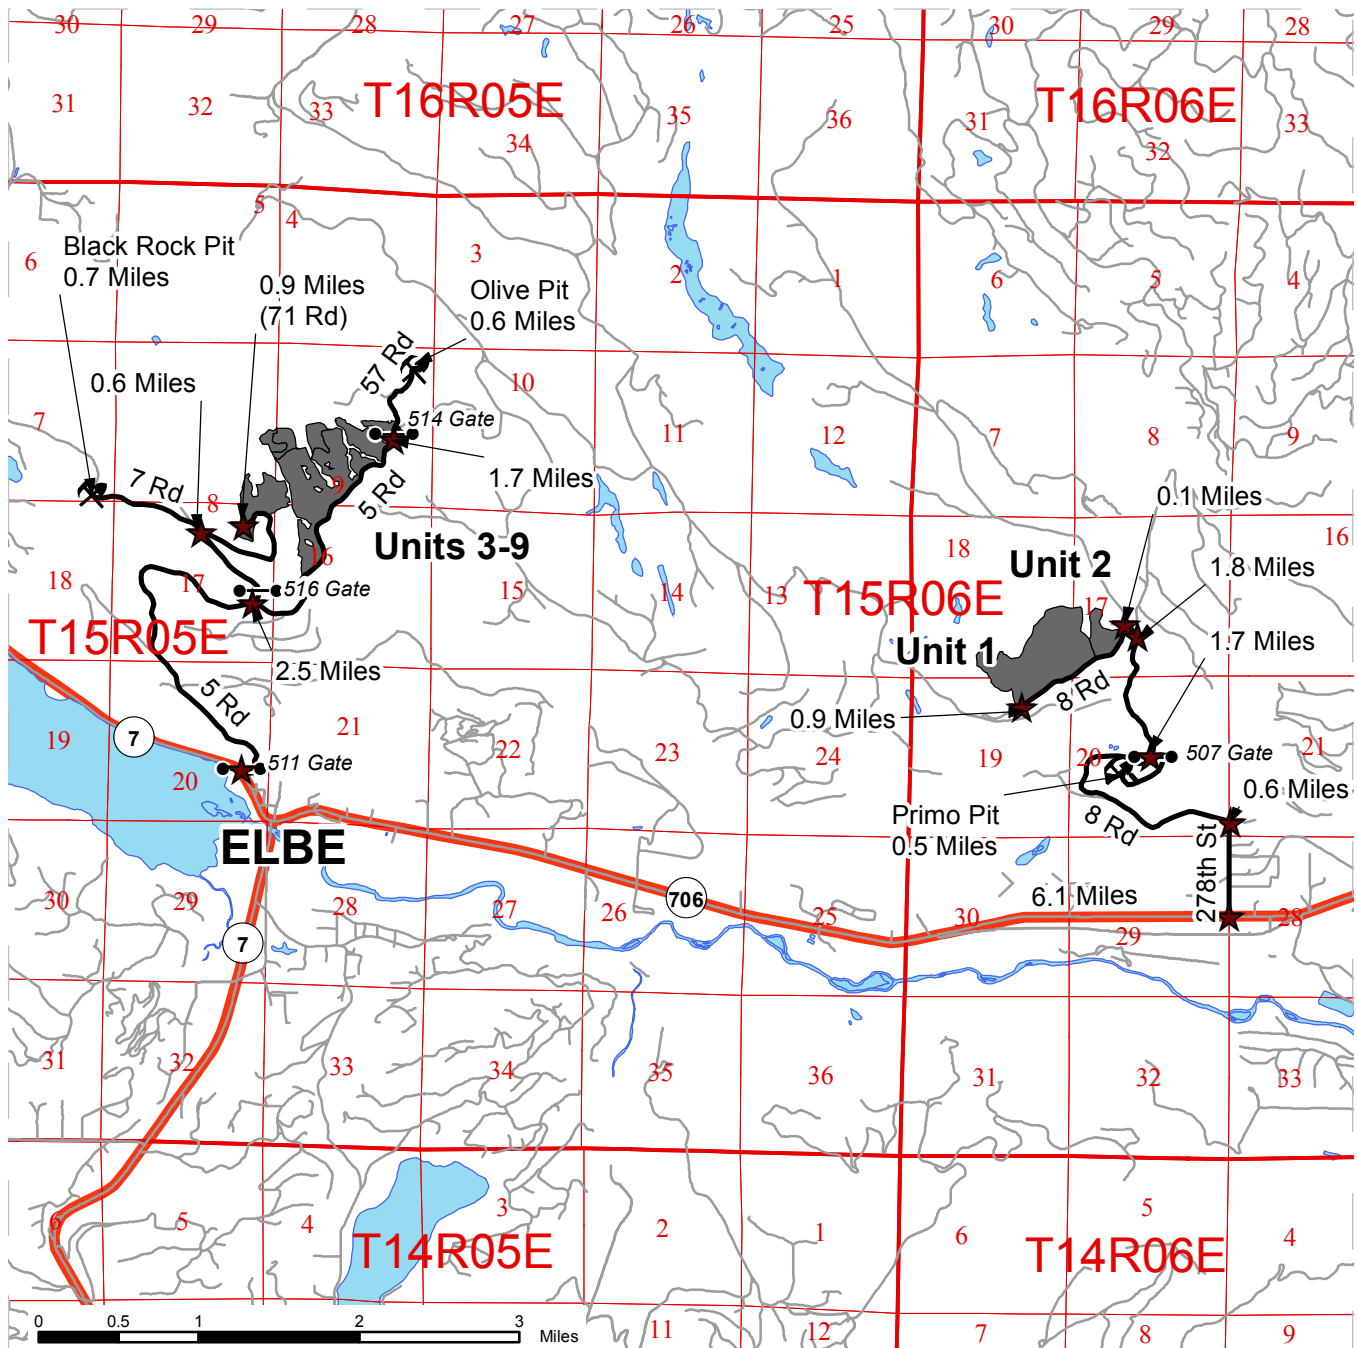 30 29 28 27 26 25 30 29 28
31 32 33 T16R05E 34 35 36 31 T16R06E 32 33
5 4
6 3 2 1 6 5 4
Black Rock Pit
0.7 Miles
0.9 Miles
(71 Rd)
Olive Pit
0.6 Miles
57 Rd
0.6 Miles
10
7 514 Gate 11 12 7 8 9
1.7 Miles
7 Rd 8 9 5 Rd
0.1 Miles
Units 3-9
16 18 Unit 2 16
18 17 516 Gate 15 14 13 T15R06E 17 1.8 Miles
T15R05E
Unit 1
1.7 Miles
2.5 Miles
5 Rd
8 Rd
0.9 Miles
19 7 21 22 23 24 19 20 507 Gate 21
20 511 Gate
0.6 Miles
Primo Pit
0.5 Miles
8 Rd
278th St
ELBE
706
6.1 Miles
30 29 28 27 26 25 30 29 28
7
31 32 33 34 35 36 31 32 33
6 5 4 3 2 1 6 5 4
T14R05E T14R06E
11 12 7 8 9
0 0.5 1 2 3 Miles